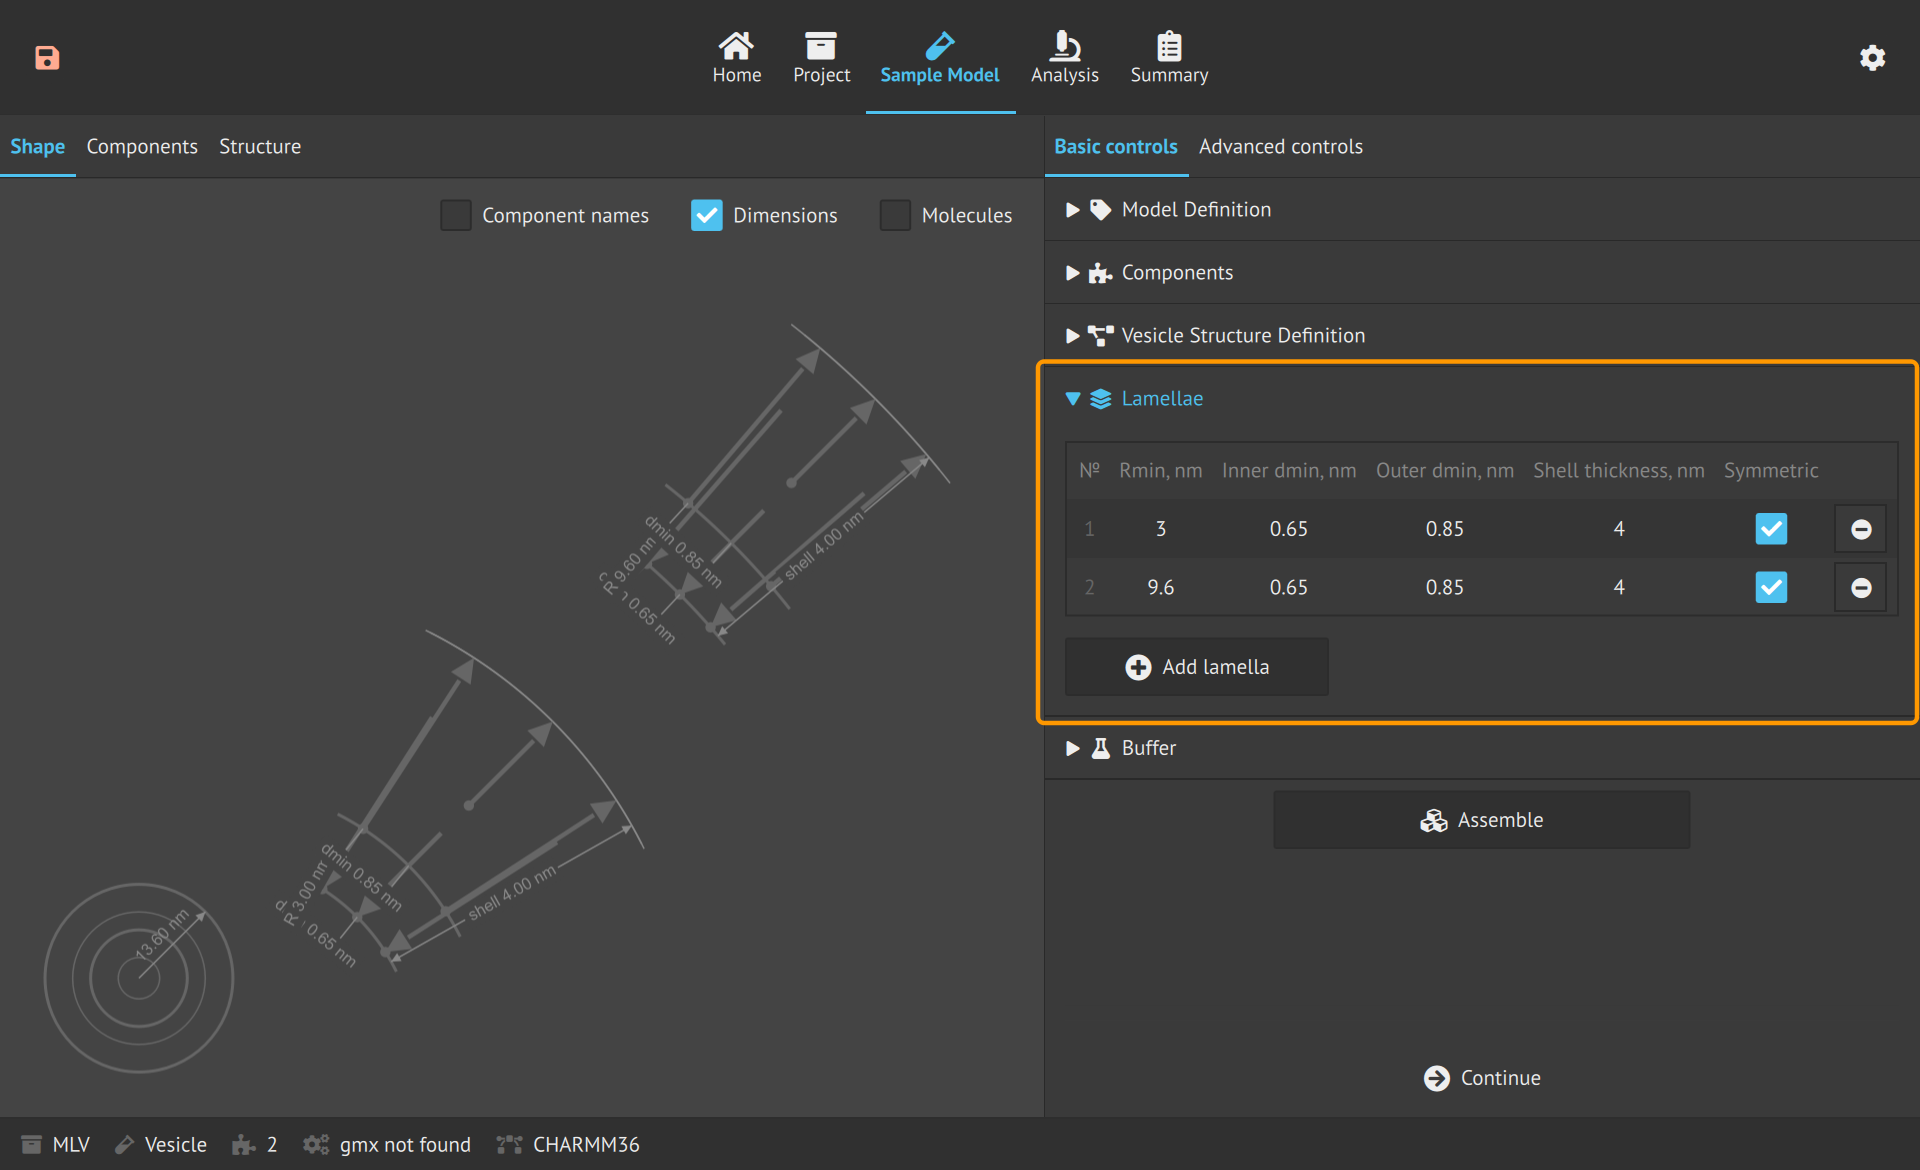 Home Project Sample Model Analysis Summary
Shape Components Structure
Component names Dimensions Molecules
dmin 0.85 nm
R 9.60 nm
0.65 nm
shell 4.00 nm
dmin 0.85 nm
R 3.00 nm
0.65 nm
shell 4.00 nm
13.60 nm
Basic controls Advanced controls
Model Definition
Components
Vesicle Structure Definition
Lamellae
№ Rmin, nm Inner dmin, nm Outer dmin, nm Shell thickness, nm Symmetric
1 3 0.65 0.85 4
2 9.6 0.65 0.85 4
Add lamella
Buffer
Assemble
Continue
MLV Vesicle 2 gmx not found CHARMM36